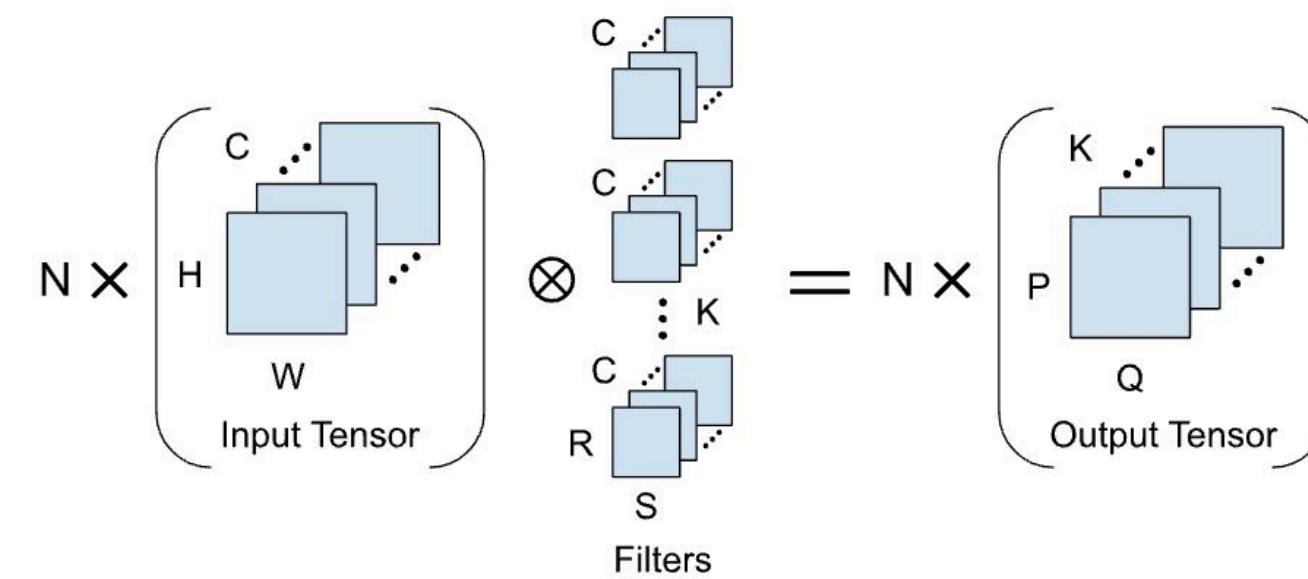 N × ( C H W Input Tensor )
⊗
C
C
K
C
R
S
Filters
=
N × ( K P Q Output Tensor )